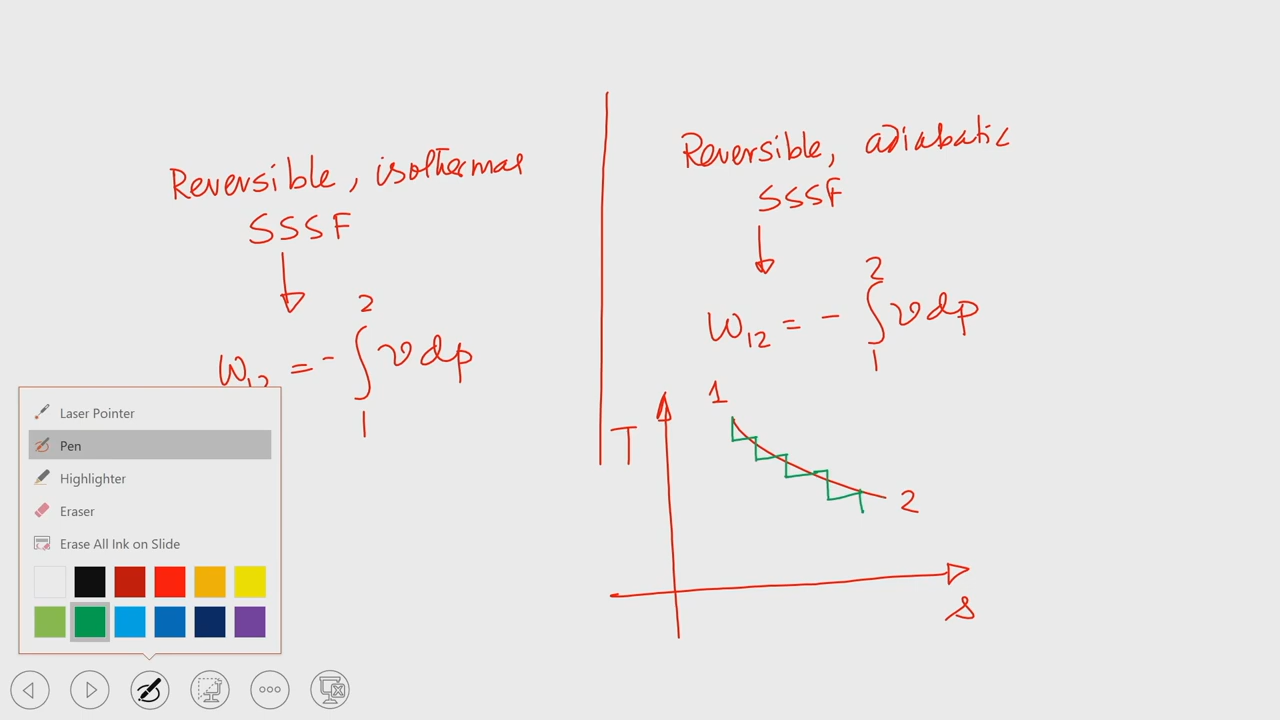 Reversible, isothermal
SSSF
w12 = - ∫ 1 2 v dp
Reversible, adiabatic
SSSF
w12 = - ∫ 1 2 v dp
1
T
2
s
Laser Pointer
Pen
Highlighter
Eraser
Erase All Ink on Slide